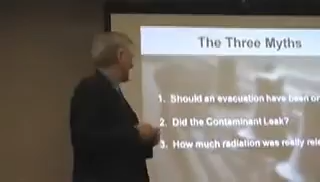 The Three Myths
1. Should an evacuation have been or
2. Did the Contaminant Leak?
3. How much radiation was really rele